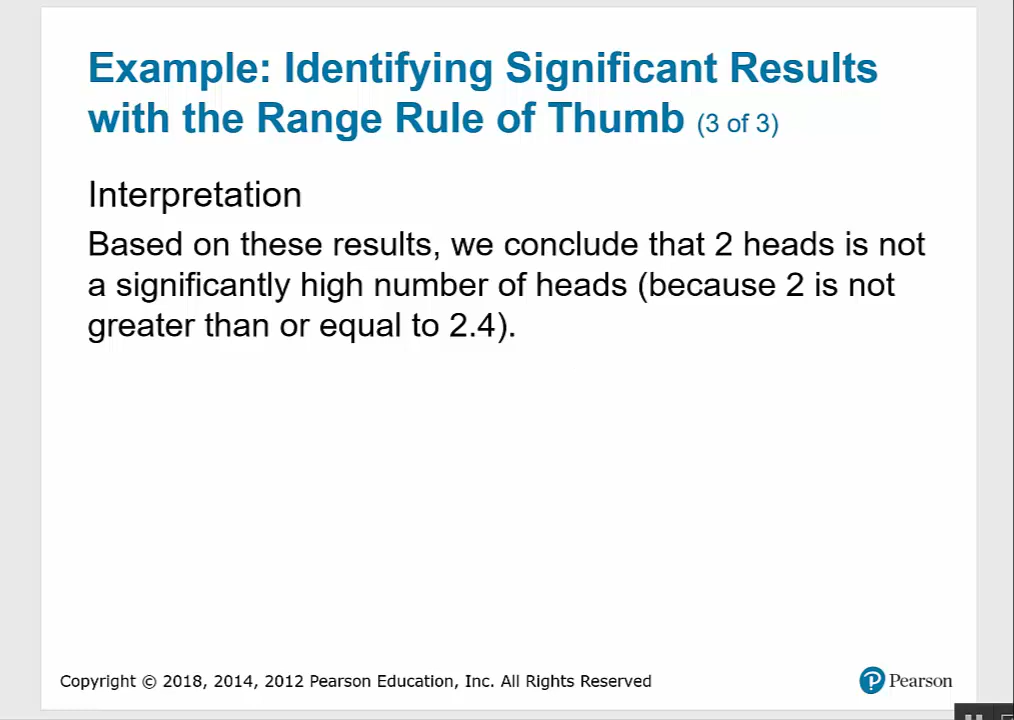 Example: Identifying Significant Results
with the Range Rule of Thumb (3 of 3)
Interpretation
Based on these results, we conclude that 2 heads is not
a significantly high number of heads (because 2 is not
greater than or equal to 2.4).
Copyright © 2018, 2014, 2012 Pearson Education, Inc. All Rights Reserved
Pearson